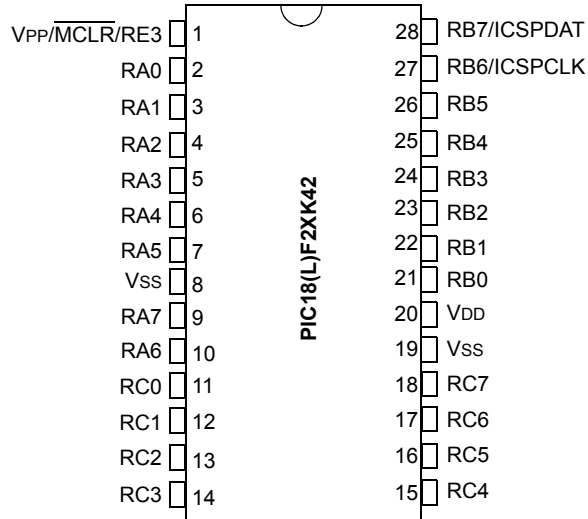 VPP/MCLR/RE3 1 28 RB7/ICSPDAT
RA0 2 27 RB6/ICSPCLK
RA1 3 26 RB5
RA2 4 25 RB4
RA3 5 24 RB3
RA4 6 23 RB2
RA5 7 22 RB1
VSS 8 21 RB0
RA7 9 20 VDD
RA6 10 19 VSS
RC0 11 18 RC7
RC1 12 17 RC6
RC2 13 16 RC5
RC3 14 15 RC4
PIC18(L)F2XK42